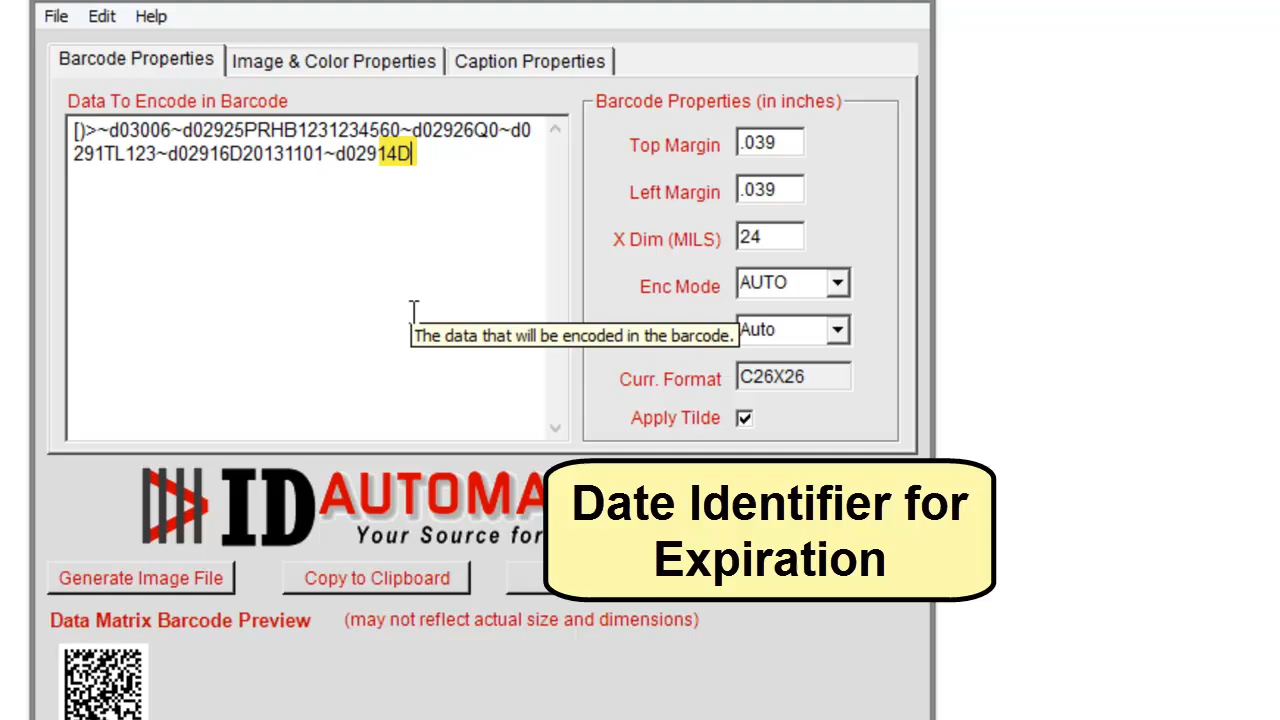 File Edit Help
Barcode Properties Image & Color Properties Caption Properties
Data To Encode in Barcode
[)>~d03006~d02925PRHB1231234560~d02926Q0~d0
291TL123~d02916D20131101~d02914D
The data that will be encoded in the barcode.
Barcode Properties (in inches)
Top Margin .039
Left Margin .039
X Dim (MILS) 24
Enc Mode AUTO
Auto
Curr. Format C26X26
Apply Tilde
IDAUTOMA
Your Source for
Date Identifier for
Expiration
Generate Image File Copy to Clipboard
Data Matrix Barcode Preview (may not reflect actual size and dimensions)